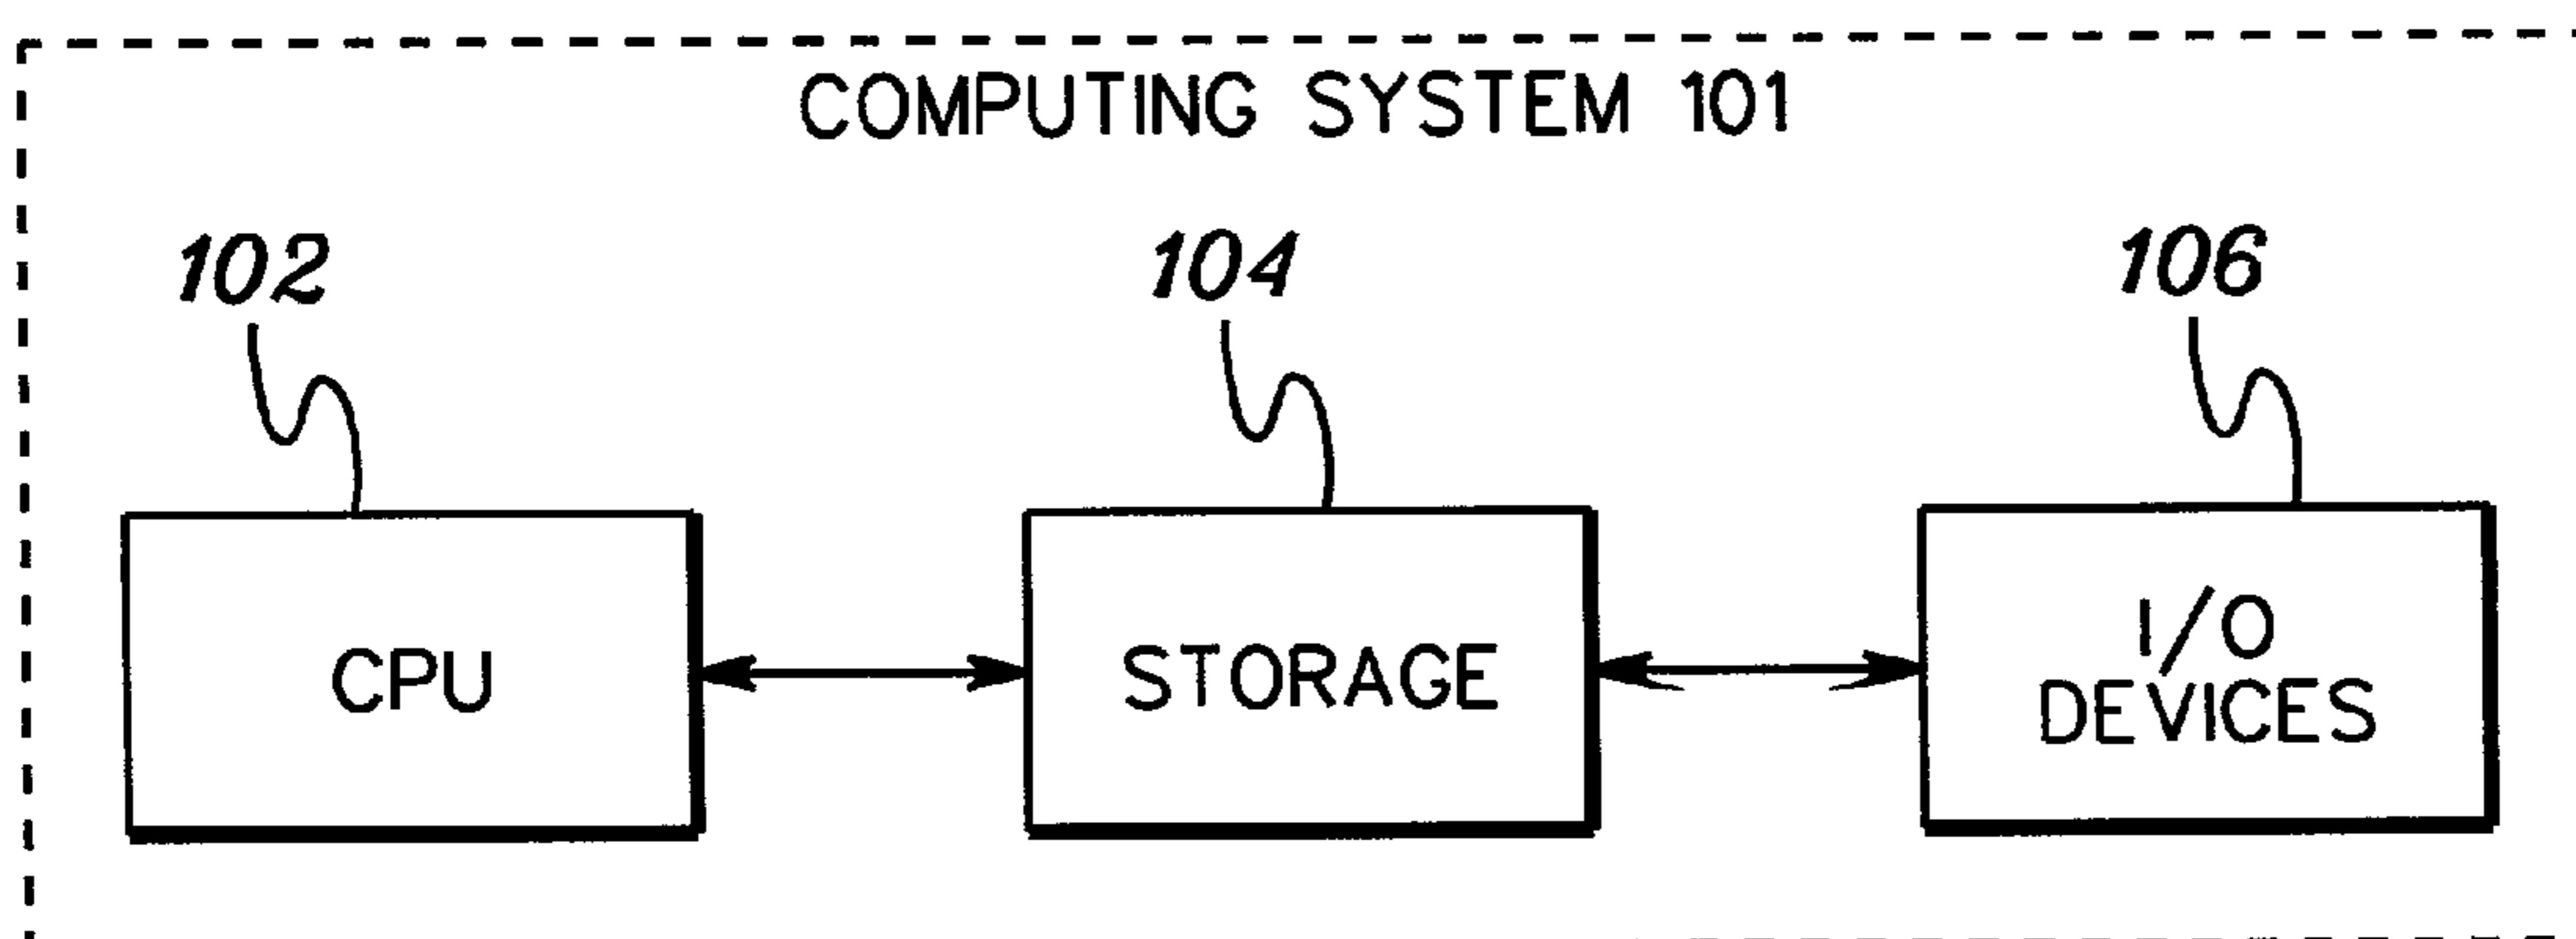 COMPUTING SYSTEM 101
102
104
106
CPU
STORAGE
I/O
DEVICES